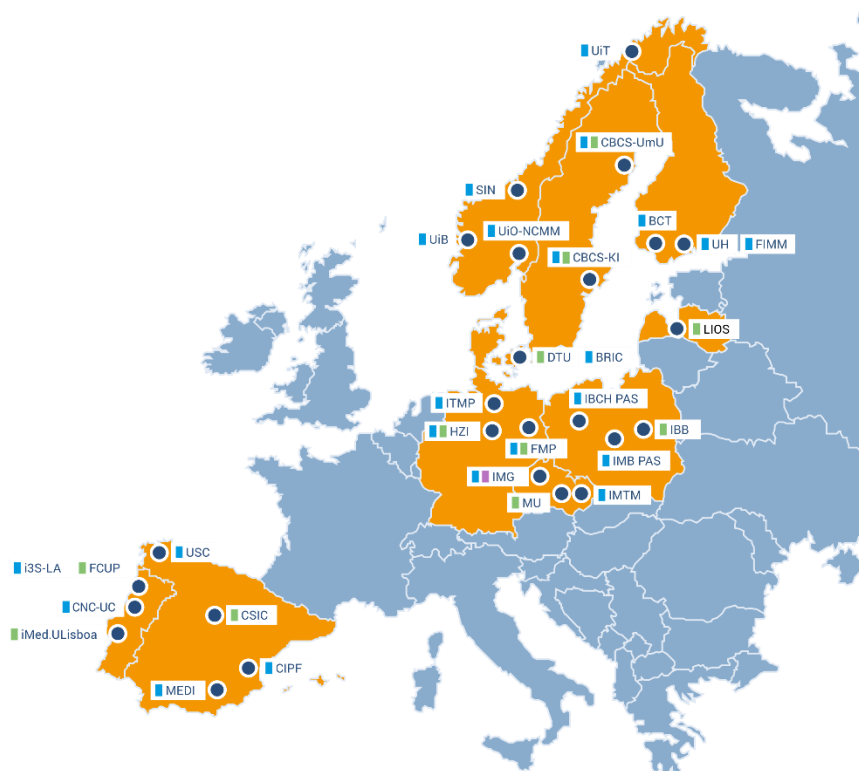 UiT
CBCS-UmU
SIN
BCT
UiB
UiO-NCMM
UH
FIMM
CBCS-KI
LIOS
DTU
BRIC
ITMP
IBCH PAS
HZI
IBB
FMP
IMB PAS
IMG
MU
IMTM
USC
i3S-LA
FCUP
CNC-UC
CSIC
iMed.ULisboa
CIPF
MEDI